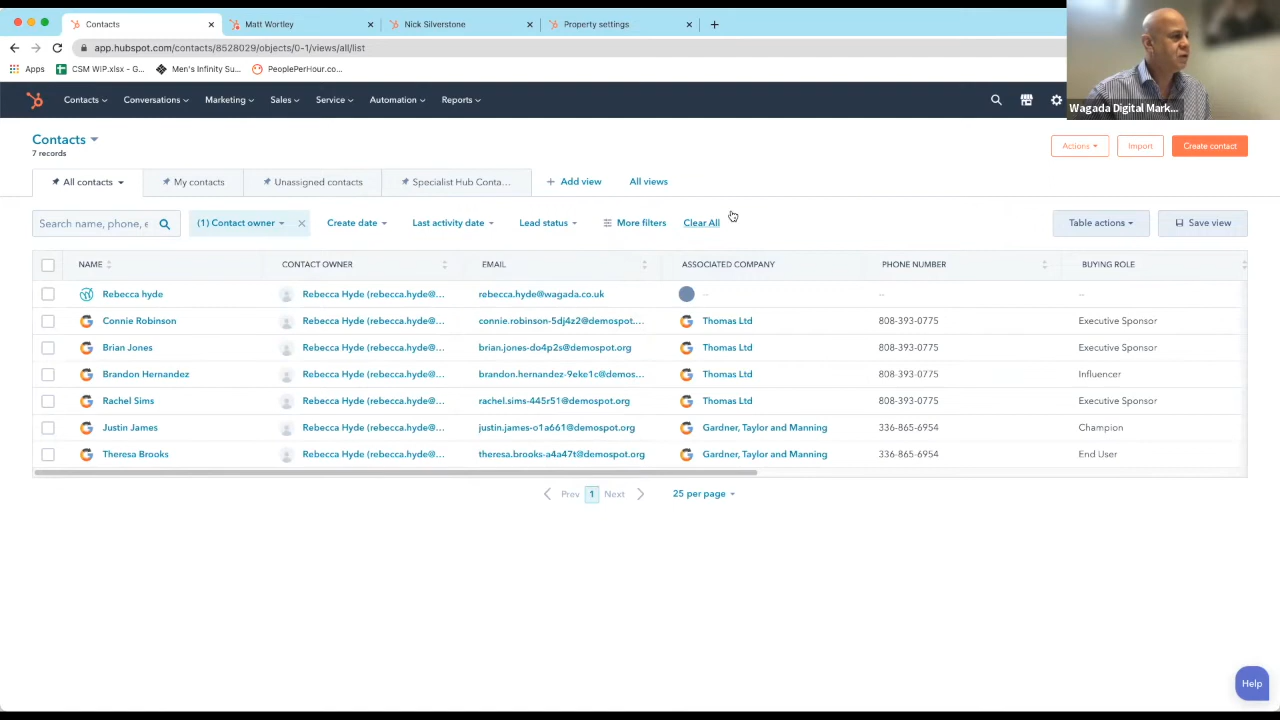 Contacts
Matt Wortley
Nick Silverstone
Property settings
app.hubspot.com/contacts/8528029/objects/0-1/views/all/list
Apps
CSM WIP.xlsx - G...
Men's Infinity Su...
PeoplePerHour.co...
Wagada Digital Mark...
Contacts
Conversations
Marketing
Sales
Service
Automation
Reports
Contacts
7 records
Actions
Import
Create contact
All contacts
My contacts
Unassigned contacts
Specialist Hub Conta...
+ Add view
All views
Search name, phone, e
(1) Contact owner
Create date
Last activity date
Lead status
More filters
Clear All
Table actions
Save view
NAME CONTACT OWNER EMAIL ASSOCIATED COMPANY PHONE NUMBER BUYING ROLE
Rebecca hyde Rebecca Hyde (rebecca.hyde@... rebecca.hyde@wagada.co.uk -- -- --
Connie Robinson Rebecca Hyde (rebecca.hyde@... connie.robinson-5dj4z2@demospot.... Thomas Ltd 808-393-0775 Executive Sponsor
Brian Jones Rebecca Hyde (rebecca.hyde@... brian.jones-do4p2s@demospot.org Thomas Ltd 808-393-0775 Executive Sponsor
Brandon Hernandez Rebecca Hyde (rebecca.hyde@... brandon.hernandez-9eke1c@demos... Thomas Ltd 808-393-0775 Influencer
Rachel Sims Rebecca Hyde (rebecca.hyde@... rachel.sims-445r51@demospot.org Thomas Ltd 808-393-0775 Executive Sponsor
Justin James Rebecca Hyde (rebecca.hyde@... justin.james-o1a661@demospot.org Gardner, Taylor and Manning 336-865-6954 Champion
Theresa Brooks Rebecca Hyde (rebecca.hyde@... theresa.brooks-a4a47t@demospot.org Gardner, Taylor and Manning 336-865-6954 End User
Prev 1 Next
25 per page
Help